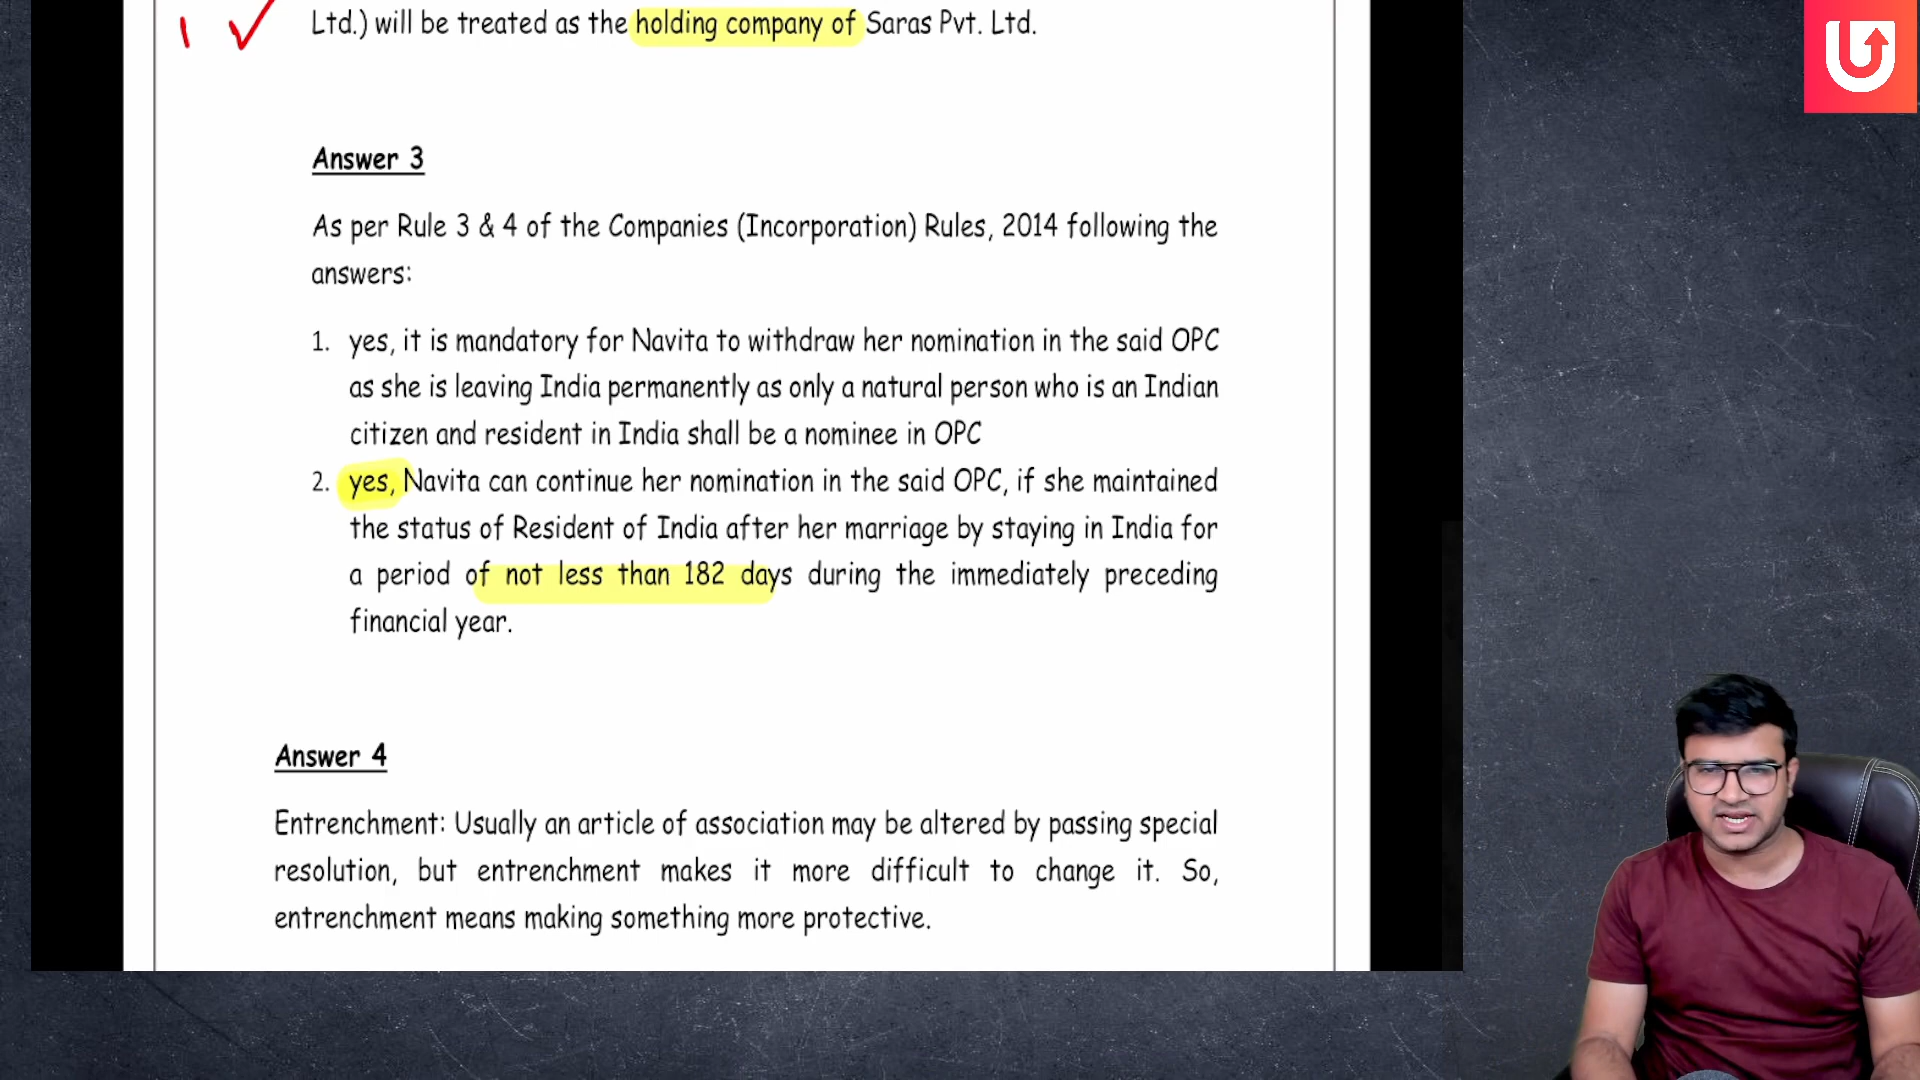 Ltd.) will be treated as the holding company of Saras Pvt. Ltd.
Answer 3
As per Rule 3 & 4 of the Companies (Incorporation) Rules, 2014 following the
answers:
1. yes, it is mandatory for Navita to withdraw her nomination in the said OPC
as she is leaving India permanently as only a natural person who is an Indian
citizen and resident in India shall be a nominee in OPC
2. yes, Navita can continue her nomination in the said OPC, if she maintained
the status of Resident of India after her marriage by staying in India for
a period of not less than 182 days during the immediately preceding
financial year.
Answer 4
Entrenchment: Usually an article of association may be altered by passing special
resolution, but entrenchment makes it more difficult to change it. So,
entrenchment means making something more protective.